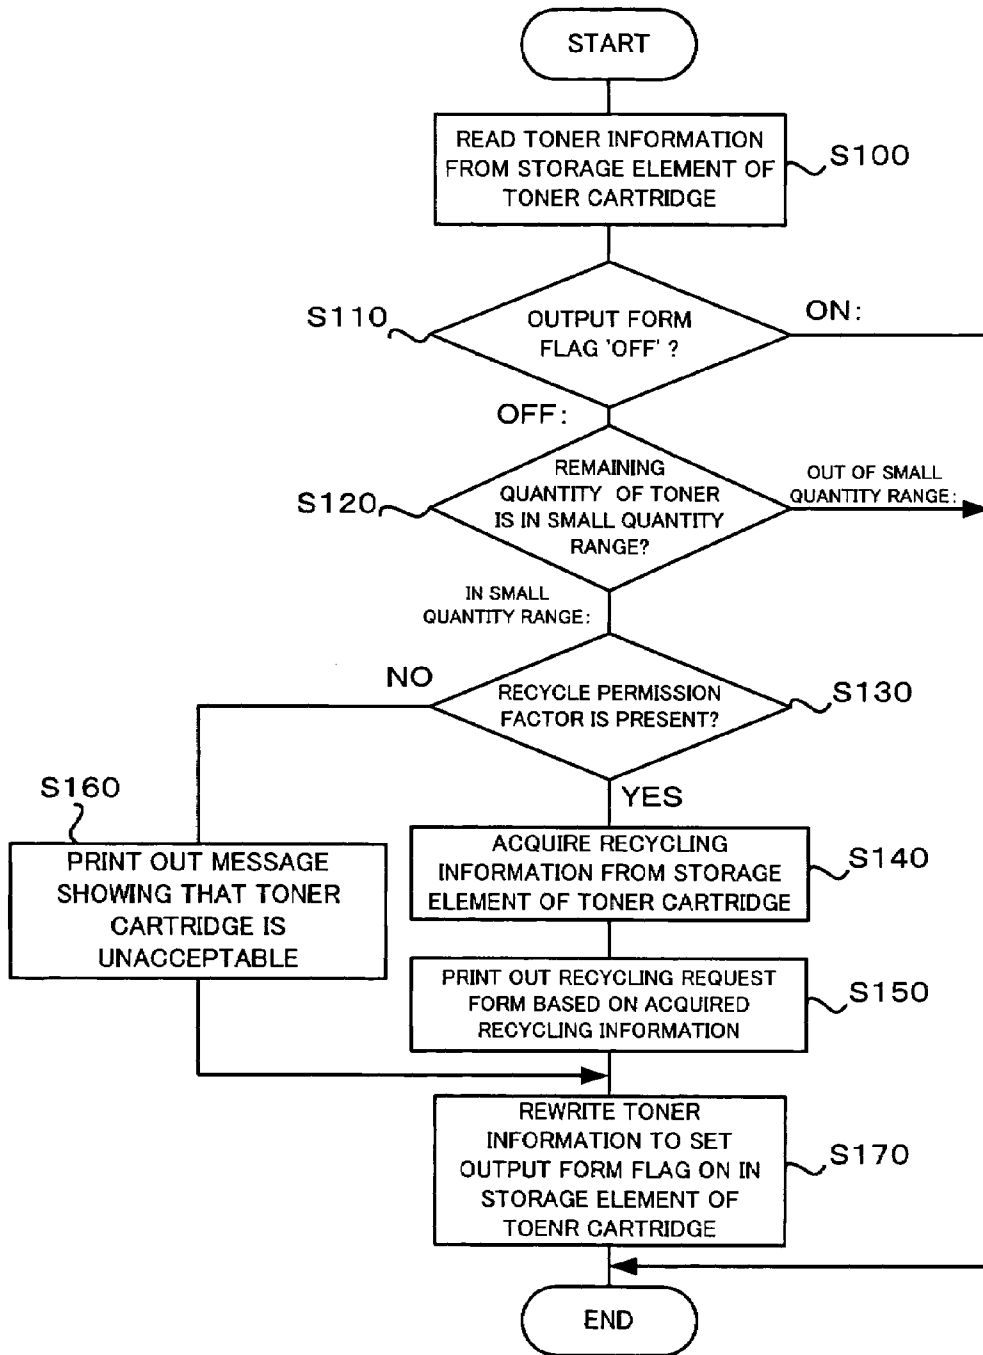 START
READ TONER INFORMATION
FROM STORAGE ELEMENT OF
TONER CARTRIDGE
S100
S110
OUTPUT FORM
FLAG 'OFF' ?
ON:
OFF:
S120
REMAINING
QUANTITY OF TONER
IS IN SMALL QUANTITY
RANGE?
OUT OF SMALL
QUANTITY RANGE:
IN SMALL
QUANTITY RANGE:
NO
RECYCLE PERMISSION
FACTOR IS PRESENT?
S130
YES
S160
PRINT OUT MESSAGE
SHOWING THAT TONER
CARTRIDGE IS
UNACCEPTABLE
ACQUIRE RECYCLING
INFORMATION FROM STORAGE
ELEMENT OF TONER CARTRIDGE
S140
PRINT OUT RECYCLING REQUEST
FORM BASED ON ACQUIRED
RECYCLING INFORMATION
S150
REWRITE TONER
INFORMATION TO SET
OUTPUT FORM FLAG ON IN
STORAGE ELEMENT OF
TOENR CARTRIDGE
S170
END